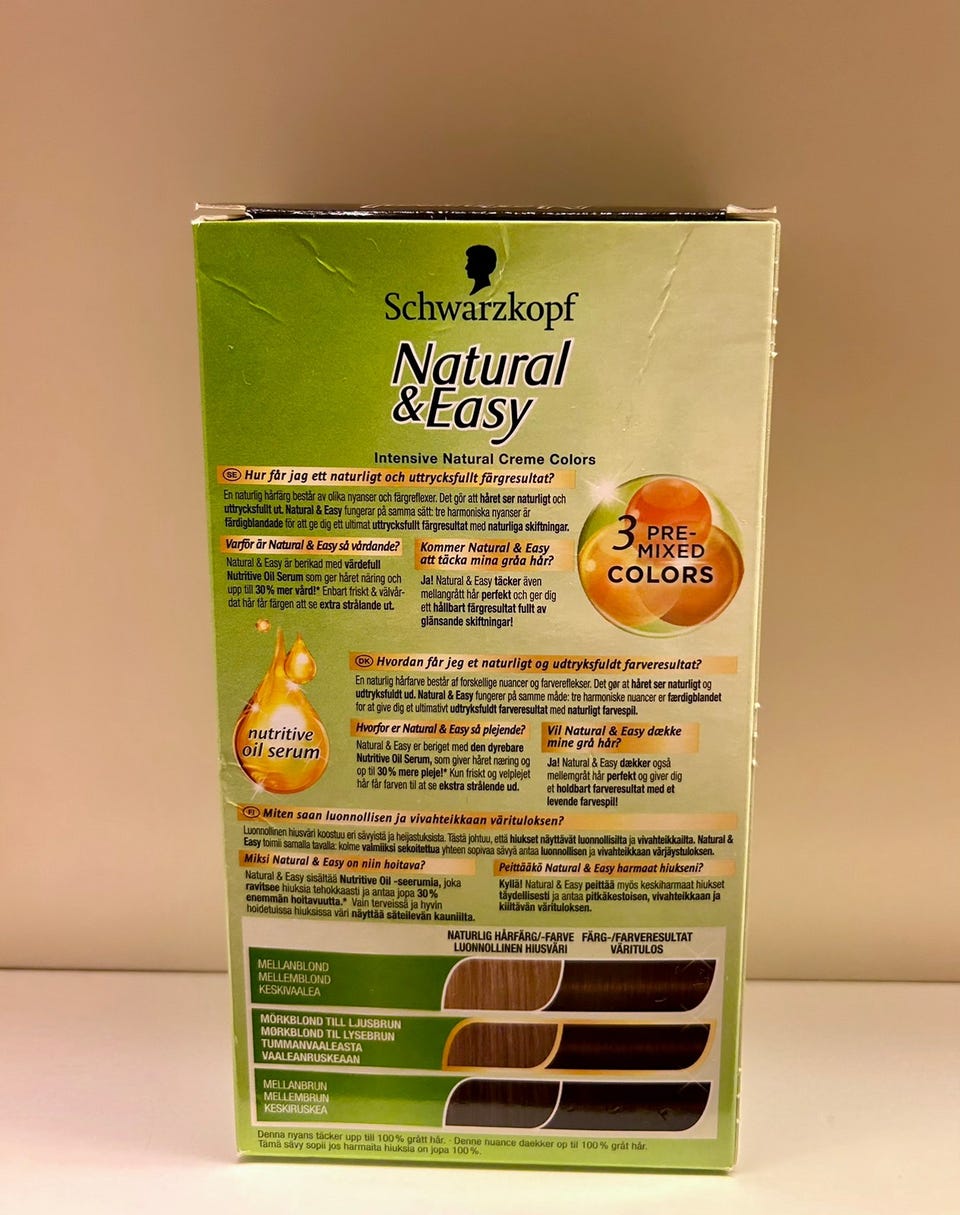 Schwarzkopf
Natural
&Easy
Intensive Natural Creme Colors
SE Hur får jag ett naturligt och uttrycksfullt färgresultat?
En naturlig hårfärg består av olika nyanser och färgreflexer. Det gör att håret ser naturligt och
uttrycksfullt ut. Natural & Easy fungerar på samma sätt: tre harmoniska nyanser är
färdigblandade för att ge dig ett ultimat uttrycksfullt färgresultat med naturliga skiftningar.
3 PRE-
MIXED
COLORS
Varför är Natural & Easy så vårdande?
Natural & Easy är berikad med värdefull
Nutritive Oil Serum som ger håret näring och
upp till 30% mer vård!* Enbart friskt & välvår-
dat hår får färgen att se extra strålande ut.
Kommer Natural & Easy
att täcka mina gråa hår?
Ja! Natural & Easy täcker även
mellangrått hår perfekt och ger dig
ett hållbart färgresultat fullt av
glänsande skiftningar!
nutritive
oil serum
DK Hvordan får jeg et naturligt og udtryksfuldt farveresultat?
En naturlig hårfarve består af forskellige nuancer og farvereflekser. Det gør at håret ser naturligt og
udtryksfuldt ud. Natural & Easy fungerer på samme måde: tre harmoniske nuancer er færdigblandet
for at give dig et ultimativt udtryksfuldt farveresultat med naturligt farvespil.
Hvorfor er Natural & Easy så plejende?
Natural & Easy er beriget med den dyrebare
Nutritive Oil Serum, som giver håret næring og
op til 30% mere pleje!* Kun friskt og velplejet
hår får farven til at se ekstra strålende ud.
Vil Natural & Easy dække
mine grå hår?
Ja! Natural & Easy dækker også
mellemgråt hår perfekt og giver dig
et holdbart farveresultat med et
levende farvespil!
FI Miten saan luonnollisen ja vivahteikkaan värituloksen?
Luonnollinen hiusväri koostuu eri sävyistä ja heijastuksista. Tästä johtuu, että hiukset näyttävät luonnollisilta ja vivahteikkailta. Natural &
Easy toimii samalla tavalla: kolme valmiiksi sekoitettua yhteen sopivaa sävyä antaa luonnollisen ja vivahteikkaan värjäystuloksen.
Miksi Natural & Easy on niin hoitava?
Natural & Easy sisältää Nutritive Oil -seerumia, joka
ravitsee hiuksia tehokkaasti ja antaa jopa 30%
enemmän hoitavuutta.* Vain terveissä ja hyvin
hoidetuissa hiuksissa väri näyttää säteilevän kauniilta.
Peittääkö Natural & Easy harmaat hiukseni?
Kyllä! Natural & Easy peittää myös keskiharmaat hiukset
täydellisesti ja antaa pitkäkestoisen, vivahteikkaan ja
kiiltävän värituloksen.
NATURLIG HÅRFÄRG/-FARVE
LUONNOLLINEN HIUSVÄRI
FÄRG-/FARVERESULTAT
VÄRITULOS
MELLANBLOND
MELLEMBLOND
KESKIVAALEA
MÖRKBLOND TILL LJUSBRUN
MØRKBLOND TIL LYSEBRUN
TUMMANVAALEASTA
VAALEANRUSKEAAN
MELLANBRUN
MELLEMBRUN
KESKIRUSKEA
Denna nyans täcker upp till 100% grått hår. · Denne nuance daekker op til 100% gråt hår.
Tämä sävy sopii jos harmaita hiuksia on jopa 100%.